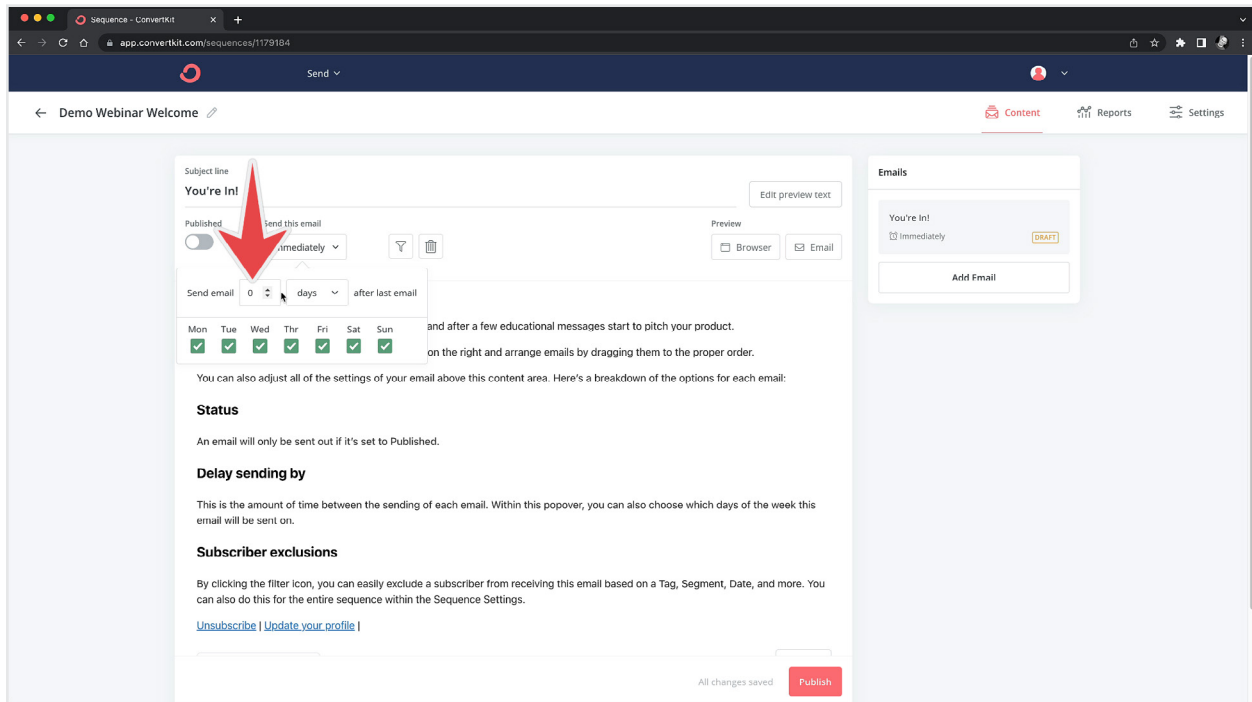 Sequence - ConvertKit
app.convertkit.com/sequences/1179184
Send
Demo Webinar Welcome
Content
Reports
Settings
Subject line
You're In!
Edit preview text
Published
Send this email
Preview
Immediately
Browser
Email
Send email 0 days after last email
Mon Tue Wed Thr Fri Sat Sun
and after a few educational messages start to pitch your product.
on the right and arrange emails by dragging them to the proper order.
You can also adjust all of the settings of your email above this content area. Here's a breakdown of the options for each email:
Status
An email will only be sent out if it's set to Published.
Delay sending by
This is the amount of time between the sending of each email. Within this popover, you can also choose which days of the week this
email will be sent on.
Subscriber exclusions
By clicking the filter icon, you can easily exclude a subscriber from receiving this email based on a Tag, Segment, Date, and more. You
can also do this for the entire sequence within the Sequence Settings.
Unsubscribe | Update your profile |
All changes saved
Publish
Emails
You're In!
Immediately
DRAFT
Add Email